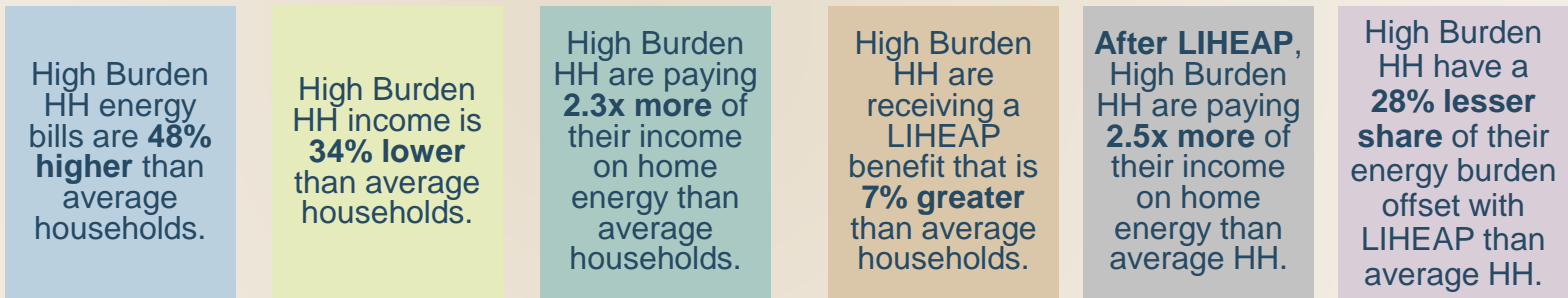 High Burden
HH energy
bills are 48%
higher than
average
households.
High Burden
HH income is
34% lower
than average
households.
High Burden
HH are paying
2.3x more of
their income
on home
energy than
average
households.
High Burden
HH are
receiving a
LIHEAP
benefit that is
7% greater
than average
households.
After LIHEAP,
High Burden
HH are paying
2.5x more of
their income
on home
energy than
average HH.
High Burden
HH have a
28% lesser
share of their
energy burden
offset with
LIHEAP than
average HH.